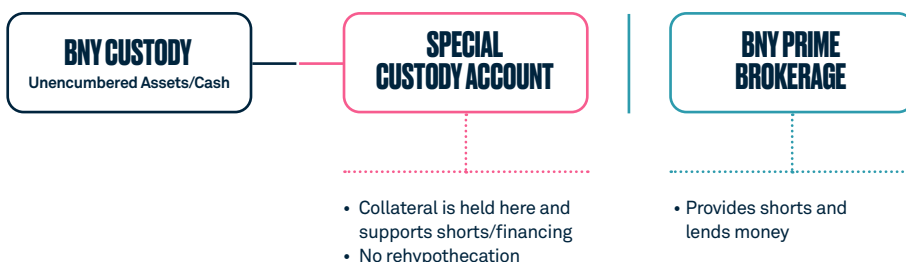 BNY CUSTODY
Unencumbered Assets/Cash
SPECIAL
CUSTODY ACCOUNT
BNY PRIME
BROKERAGE
• Collateral is held here and
supports shorts/financing
• No rehypothecation
• Provides shorts and
lends money